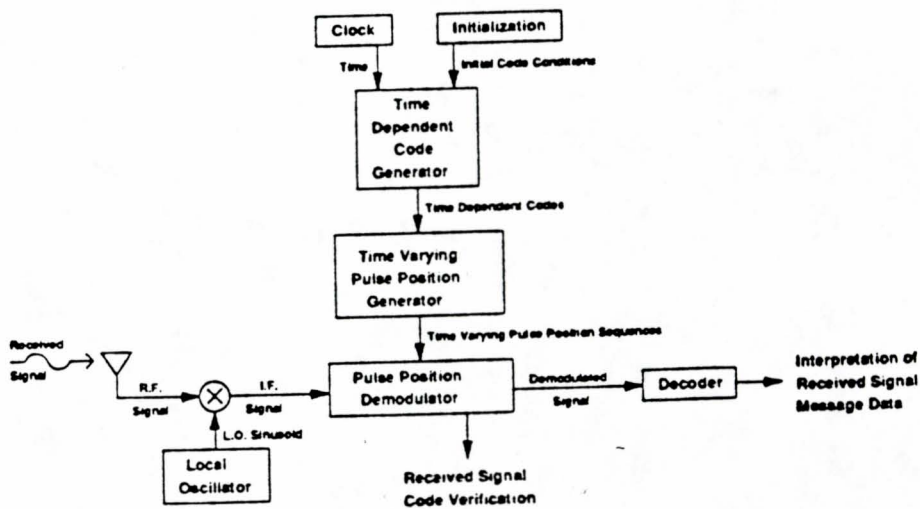 Clock
Initialization
Time
Initial Code Conditions
Time
Dependent
Code
Generator
Time Dependent Codes
Time Varying
Pulse Position
Generator
Time Varying Pulse Position Sequences
Received
Signal
R.F.
Signal
I.F.
Signal
Pulse Position
Demodulator
Demodulated
Signal
Decoder
Interpretation of
Received Signal
Message Data
L.O. Sinusoid
Local
Oscillator
Received Signal
Code Verification